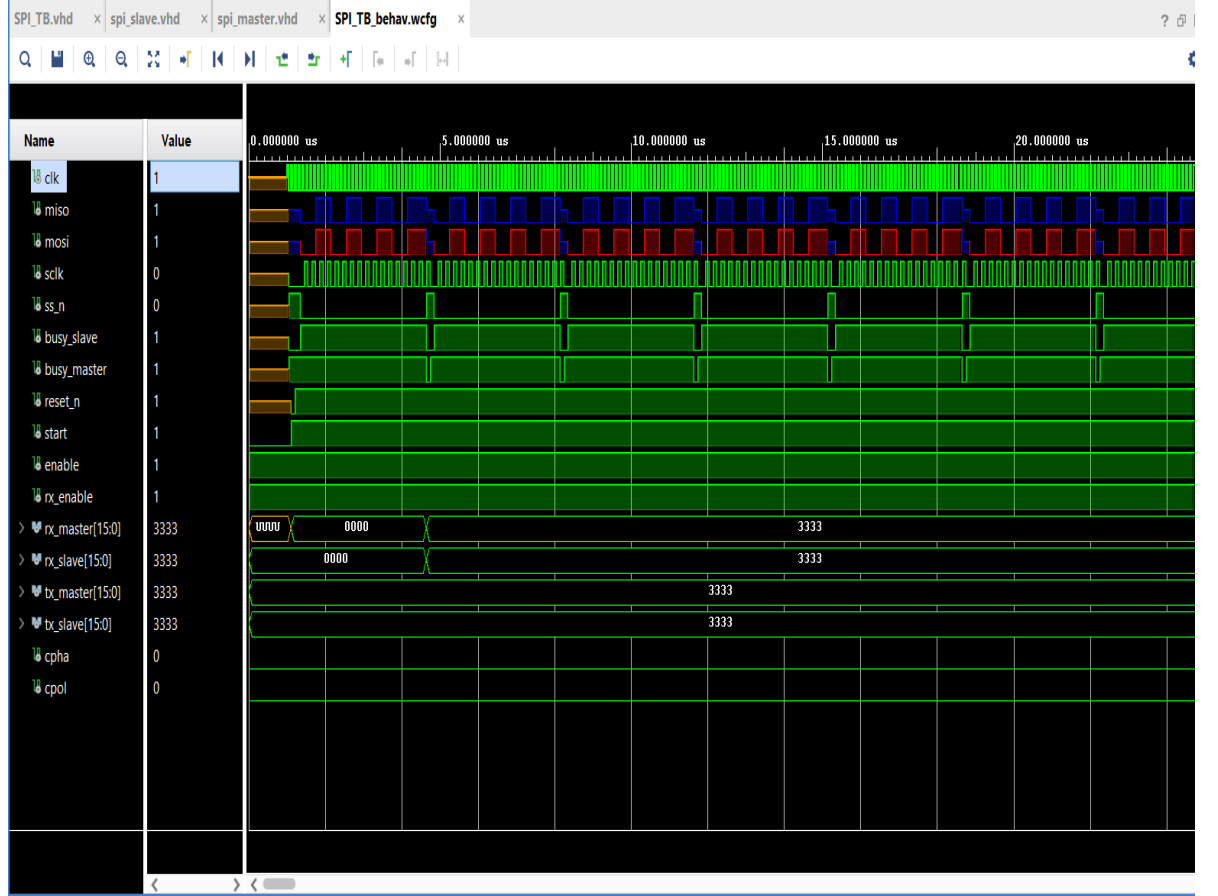 SPI_TB.vhd × spi_slave.vhd × spi_master.vhd × SPI_TB_behav.wcfg × ?
Name Value 0.000000 us 5.000000 us 10.000000 us 15.000000 us 20.000000 us
clk 1
miso 1
mosi 1
sclk 0
ss_n 0
busy_slave 1
busy_master 1
reset_n 1
start 1
enable 1
rx_enable 1
rx_master[15:0] 3333 UUUU 0000 3333
rx_slave[15:0] 3333 0000 3333
tx_master[15:0] 3333 3333
tx_slave[15:0] 3333 3333
cpha 0
cpol 0